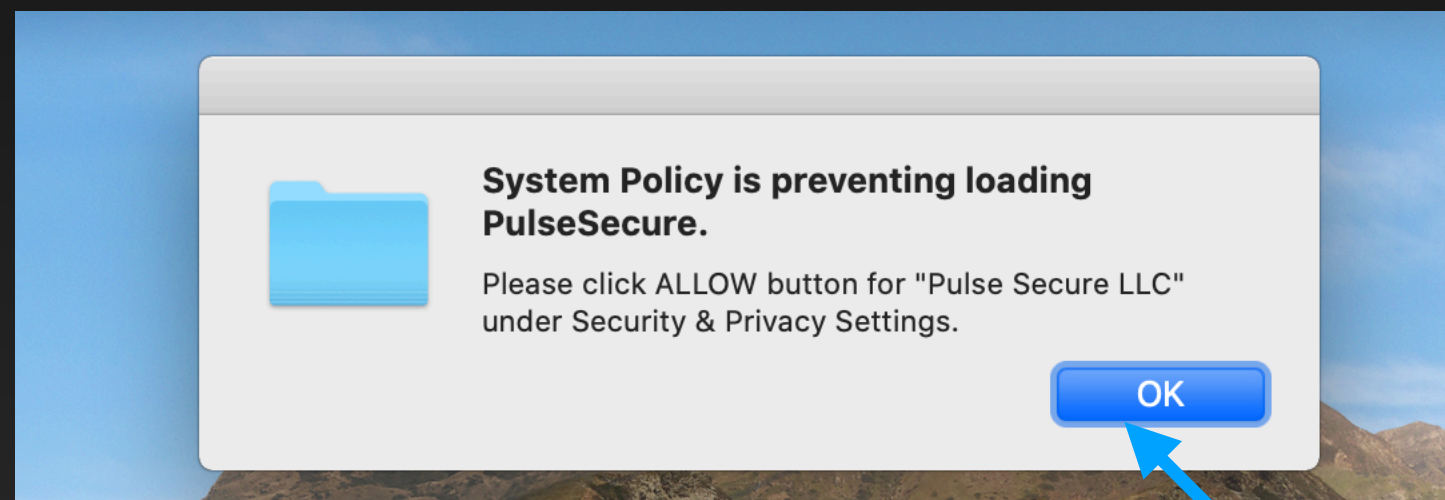 System Policy is preventing loading
PulseSecure.
Please click ALLOW button for "Pulse Secure LLC"
under Security & Privacy Settings.
OK